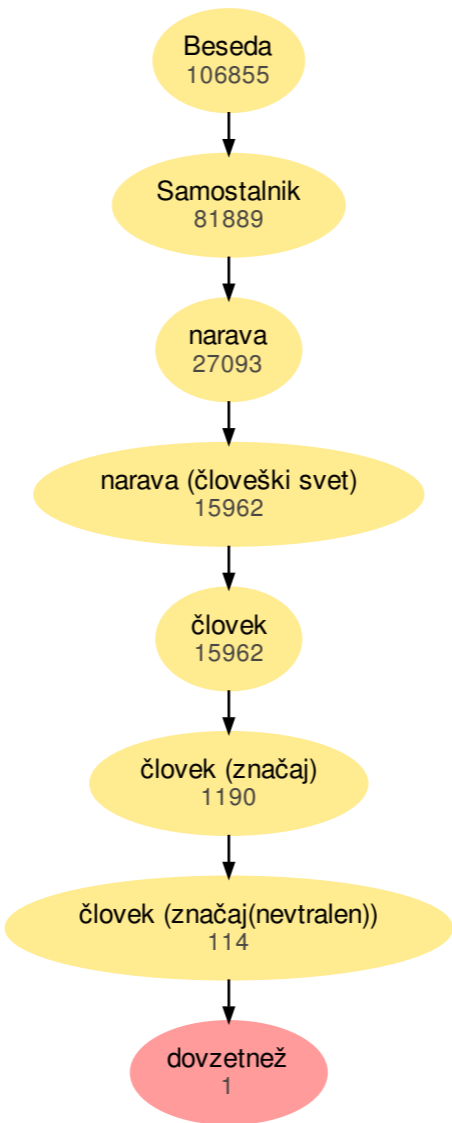 Beseda
106855
Samostalnik
81889
narava
27093
narava (človeški svet)
15962
človek
15962
človek (značaj)
1190
človek (značaj(nevtralen))
114
dovzetnež
1